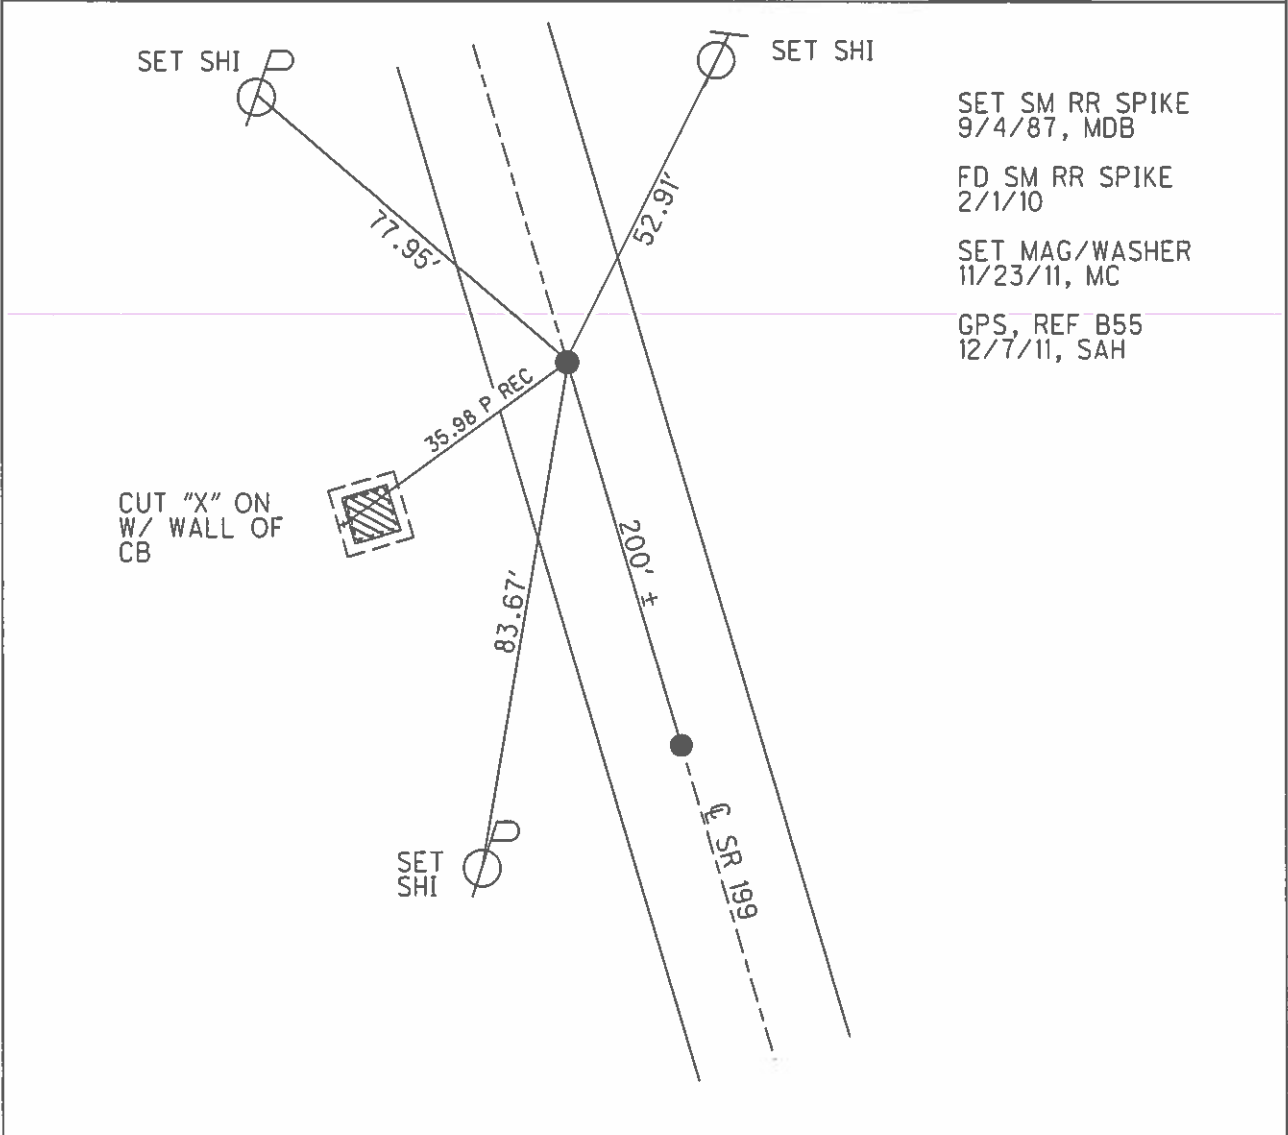 SET SHI
SET SHI
SET SM RR SPIKE
9/4/87, MDB
FD SM RR SPIKE
2/1/10
SET MAG/WASHER
11/23/11, MC
GPS, REF B55
12/7/11, SAH
77.95'
52.91'
35.98 P REC
CUT "X" ON
W/ WALL OF
CB
200' ±
83.67'
SET
SHI
℄ SR 199